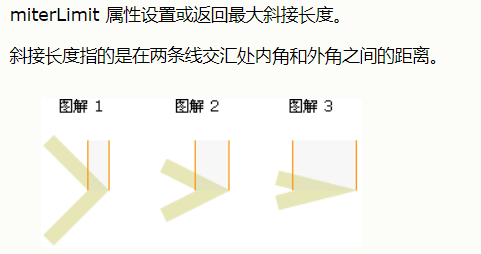 miterLimit 属性设置或返回最大斜接长度。
斜接长度指的是在两条线交汇处内角和外角之间的距离。
图解 1 图解 2 图解 3